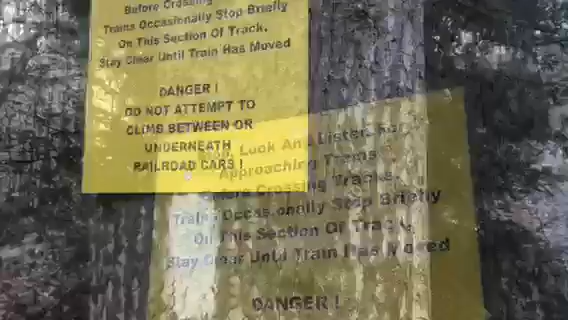 Before Crossing
Trains Occasionally Stop Briefly
On This Section Of Track.
Stay Clear Until Train Has Moved
DANGER !
DO NOT ATTEMPT TO
CLIMB BETWEEN OR
UNDERNEATH
RAILROAD CARS !
Look And Listen For
Approaching Trains
Before Crossing Tracks.
Trains Occasionally Stop Briefly
On This Section Of Track.
Stay Clear Until Train Has Moved
DANGER !